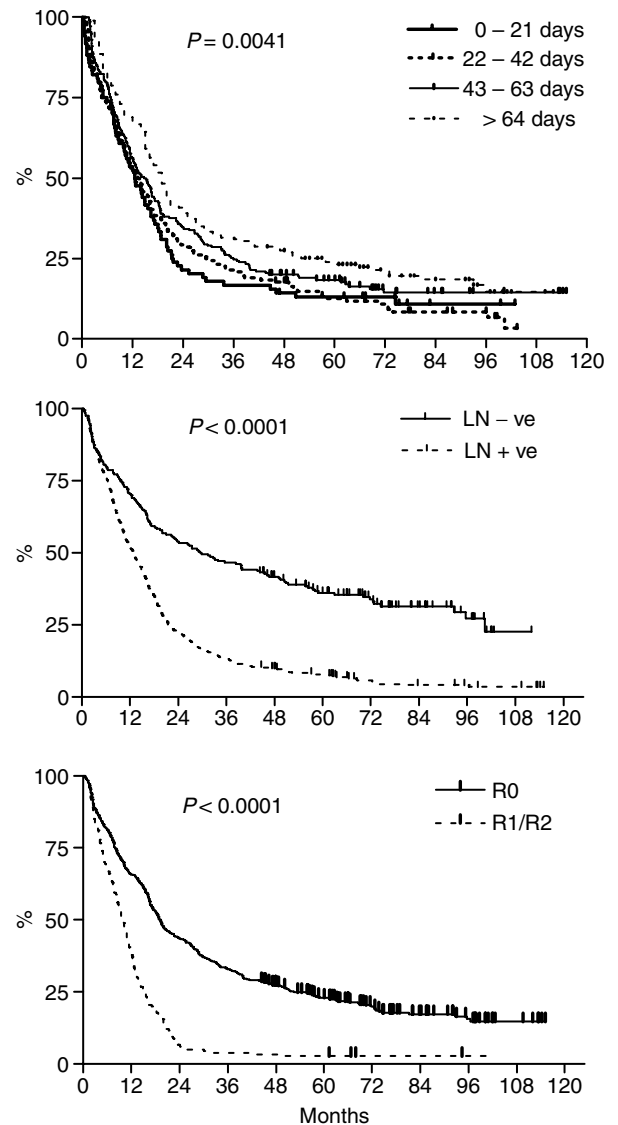 100
75
50
25
0
%
P = 0.0041
0 – 21 days
22 – 42 days
43 – 63 days
> 64 days
0 12 24 36 48 60 72 84 96 108 120
100
75
50
25
0
%
P < 0.0001
LN – ve
LN + ve
0 12 24 36 48 60 72 84 96 108 120
100
75
50
25
0
%
P < 0.0001
R0
R1/R2
0 12 24 36 48 60 72 84 96 108 120
Months